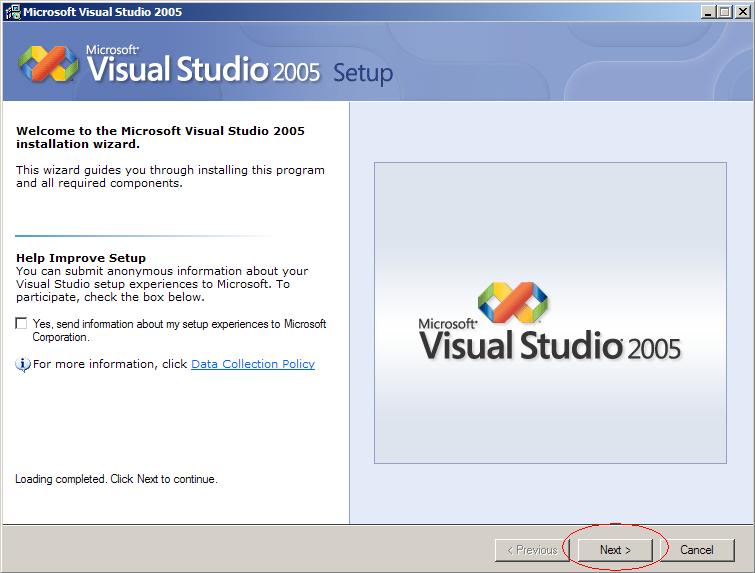 Microsoft Visual Studio 2005
Microsoft®
Visual Studio® 2005 Setup
Welcome to the Microsoft Visual Studio 2005
installation wizard.
This wizard guides you through installing this program
and all required components.
Help Improve Setup
You can submit anonymous information about your
Visual Studio setup experiences to Microsoft. To
participate, check the box below.
Yes, send information about my setup experiences to Microsoft
Corporation.
For more information, click Data Collection Policy
Loading completed. Click Next to continue.
Microsoft®
Visual Studio® 2005
< Previous
Next >
Cancel